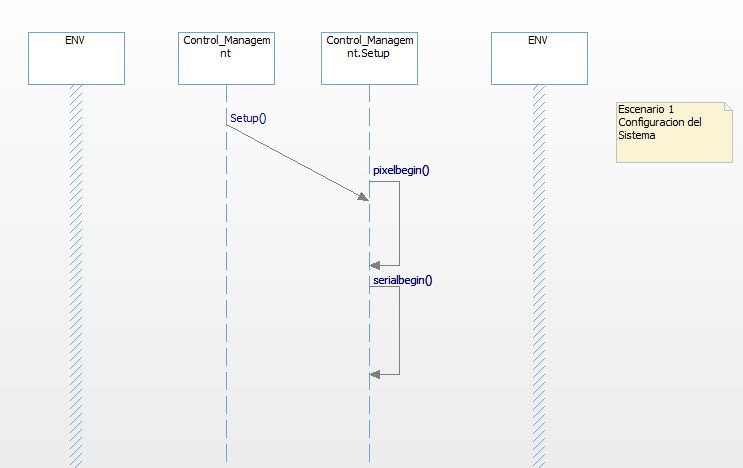 ENV
Control_Managem
nt
Control_Managem
nt.Setup
ENV
Escenario 1
Configuracion del
Sistema
Setup()
pixelbegin()
serialbegin()